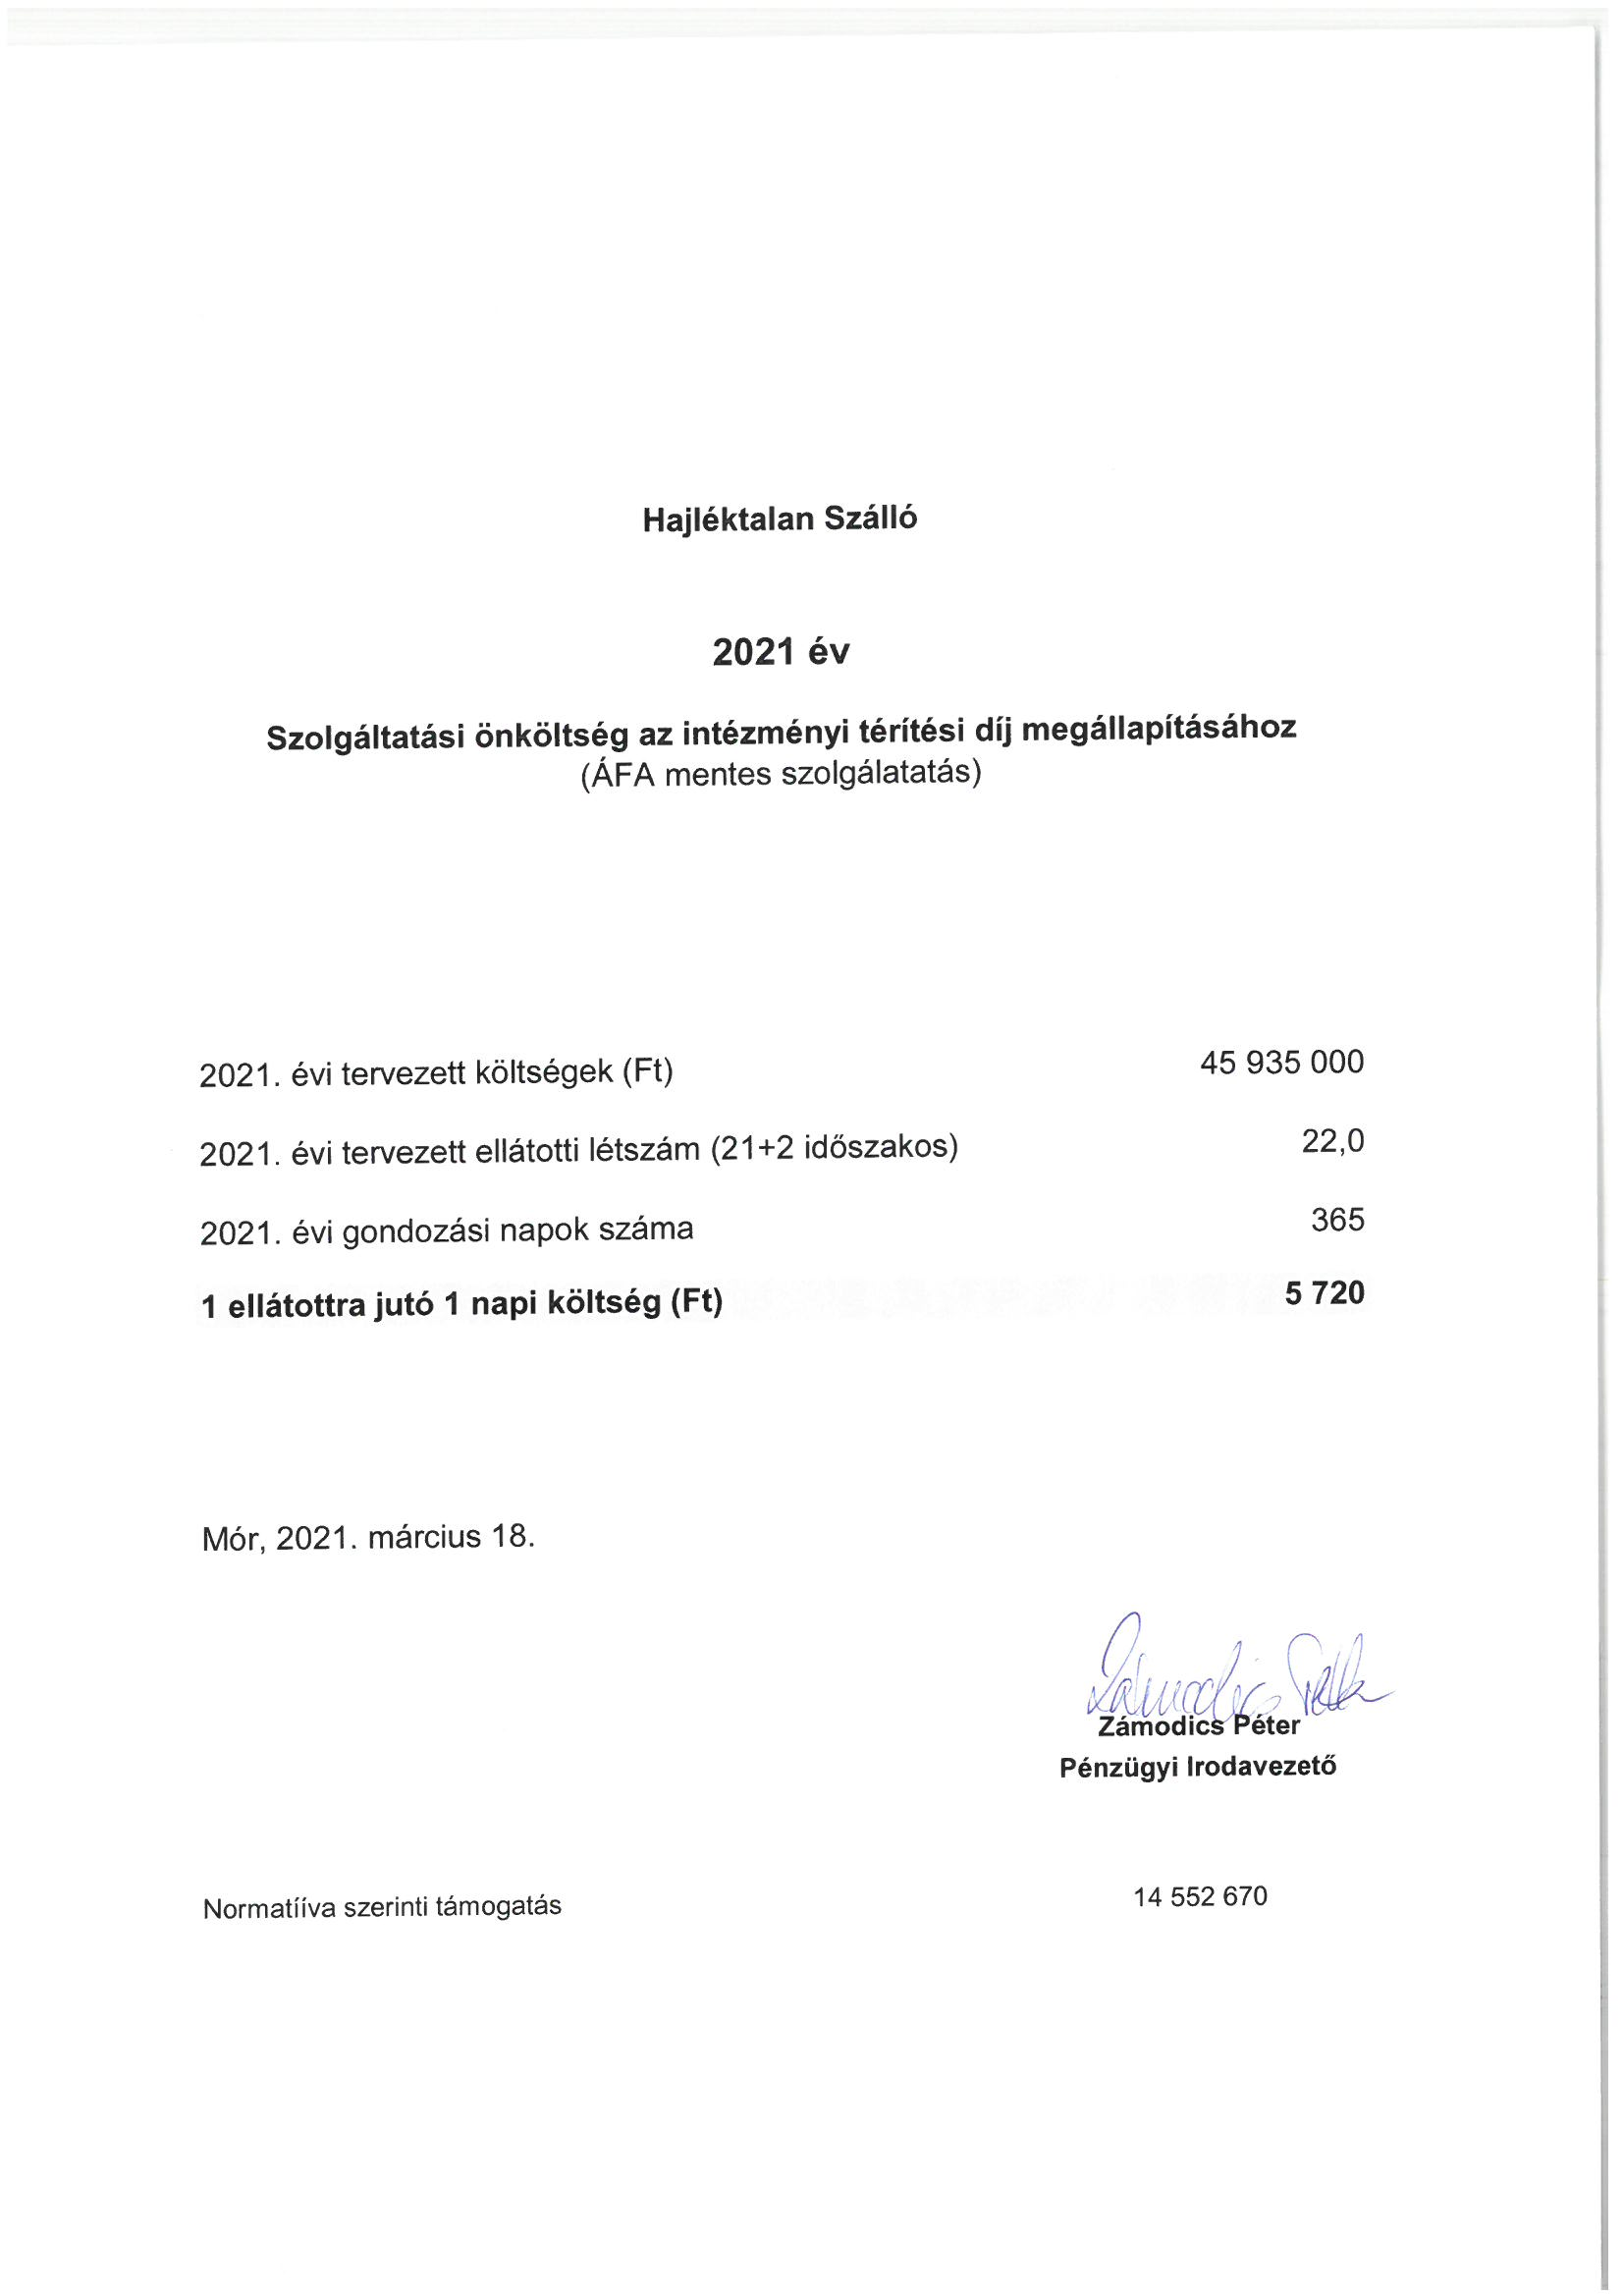 Hajléktalan Szálló
2021 év
Szolgáltatási önköltség az intézményi térítési díj megállapításához
(ÁFA mentes szolgálatatás)
2021. évi tervezett költségek (Ft) 45 935 000
2021. évi tervezett ellátotti létszám (21+2 időszakos) 22,0
2021. évi gondozási napok száma 365
1 ellátottra jutó 1 napi költség (Ft) 5 720
Mór, 2021. március 18.
Zámodics Péter
Zámodics Péter
Pénzügyi Irodavezető
Normatííva szerinti támogatás 14 552 670